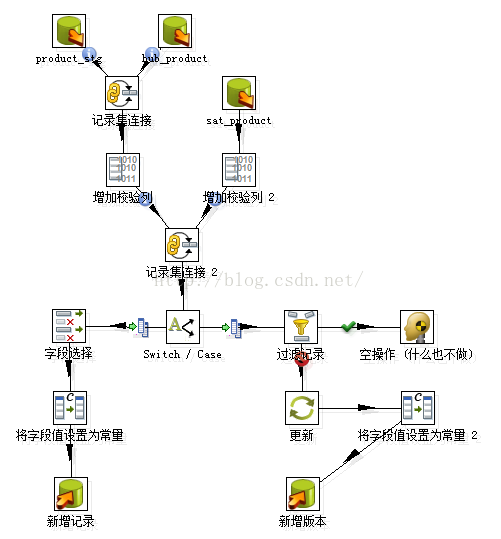 product_stg
hub_product
记录集连接
sat_product
增加校验列
增加校验列 2
记录集连接 2
http://blog.csdn.net/
字段选择
Switch / Case
过滤记录
空操作 (什么也不做)
将字段值设置为常量
更新
将字段值设置为常量 2
新增记录
新增版本